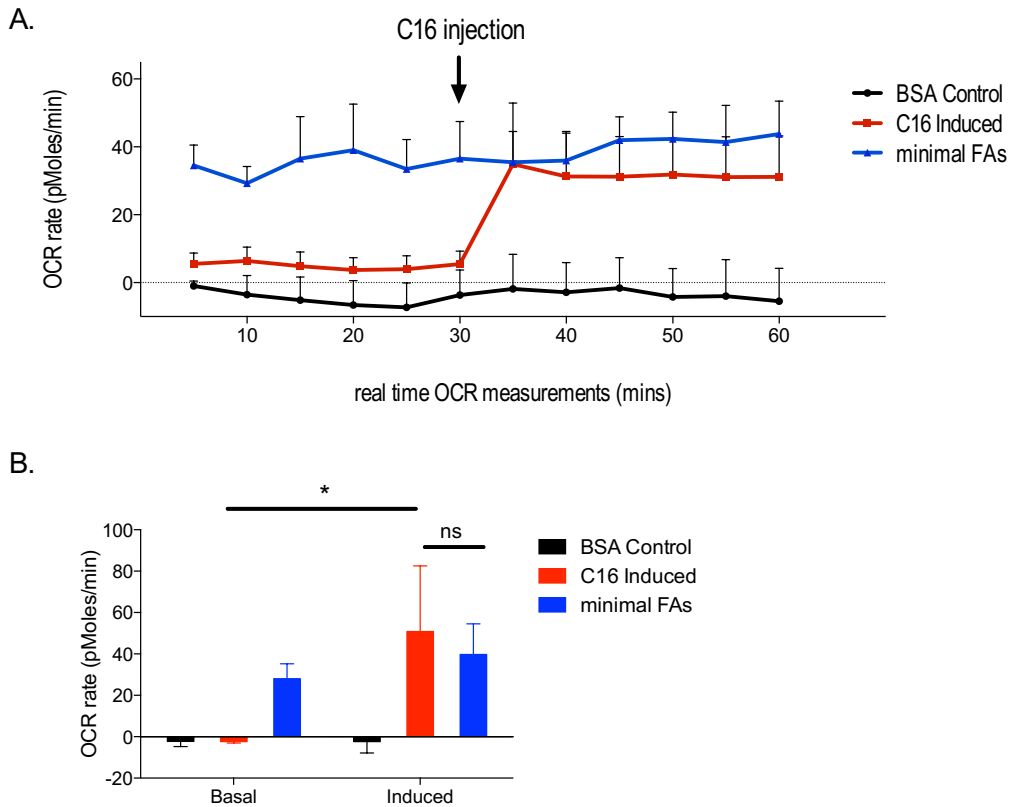 A.
C16 injection
OCR rate (pMoles/min)
60
40
20
0
10
20
30
40
50
60
real time OCR measurements (mins)
BSA Control
C16 Induced
minimal FAs
B.
*
ns
OCR rate (pMoles/min)
100
80
60
40
20
0
-20
Basal
Induced
BSA Control
C16 Induced
minimal FAs